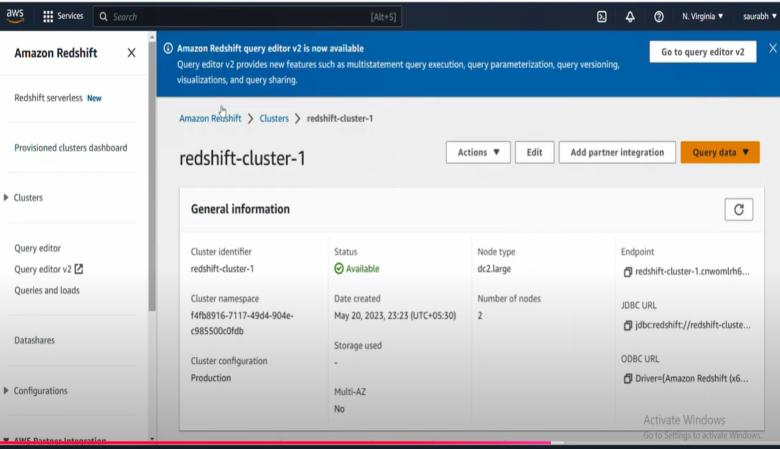 aws
Services
Search
[Alt+S]
N. Virginia
saurabh
Amazon Redshift
Redshift serverless New
Provisioned clusters dashboard
Clusters
Query editor
Query editor v2
Queries and loads
Datashares
Configurations
AWS Partner Integration
Amazon Redshift query editor v2 is now available
Query editor v2 provides new features such as multistatement query execution, query parameterization, query versioning,
visualizations, and query sharing.
Go to query editor v2
Amazon Redshift > Clusters > redshift-cluster-1
redshift-cluster-1
Actions
Edit
Add partner integration
Query data
General information
Cluster identifier
redshift-cluster-1
Cluster namespace
f4fb8916-7117-49d4-904e-
c985500c0fdb
Cluster configuration
Production
Status
Available
Date created
May 20, 2023, 23:23 (UTC+05:30)
Storage used
-
Multi-AZ
No
Node type
dc2.large
Number of nodes
2
Endpoint
redshift-cluster-1.cnwomlrh6...
JDBC URL
jdbc:redshift://redshift-cluste...
ODBC URL
Driver={Amazon Redshift (x6...
Activate Windows
Go to Settings to activate Windows.